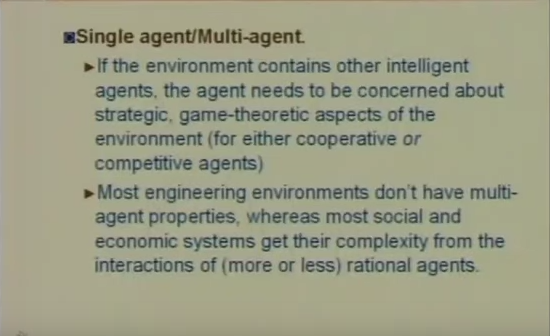 Single agent/Multi-agent.
If the environment contains other intelligent
agents, the agent needs to be concerned about
strategic, game-theoretic aspects of the
environment (for either cooperative or
competitive agents)
Most engineering environments don't have multi-
agent properties, whereas most social and
economic systems get their complexity from the
interactions of (more or less) rational agents.